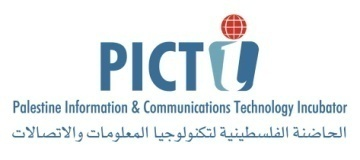 PICTi
Palestine Information & Communications Technology Incubator
الحاضنة الفلسطينية لتكنولوجيا المعلومات والاتصالات